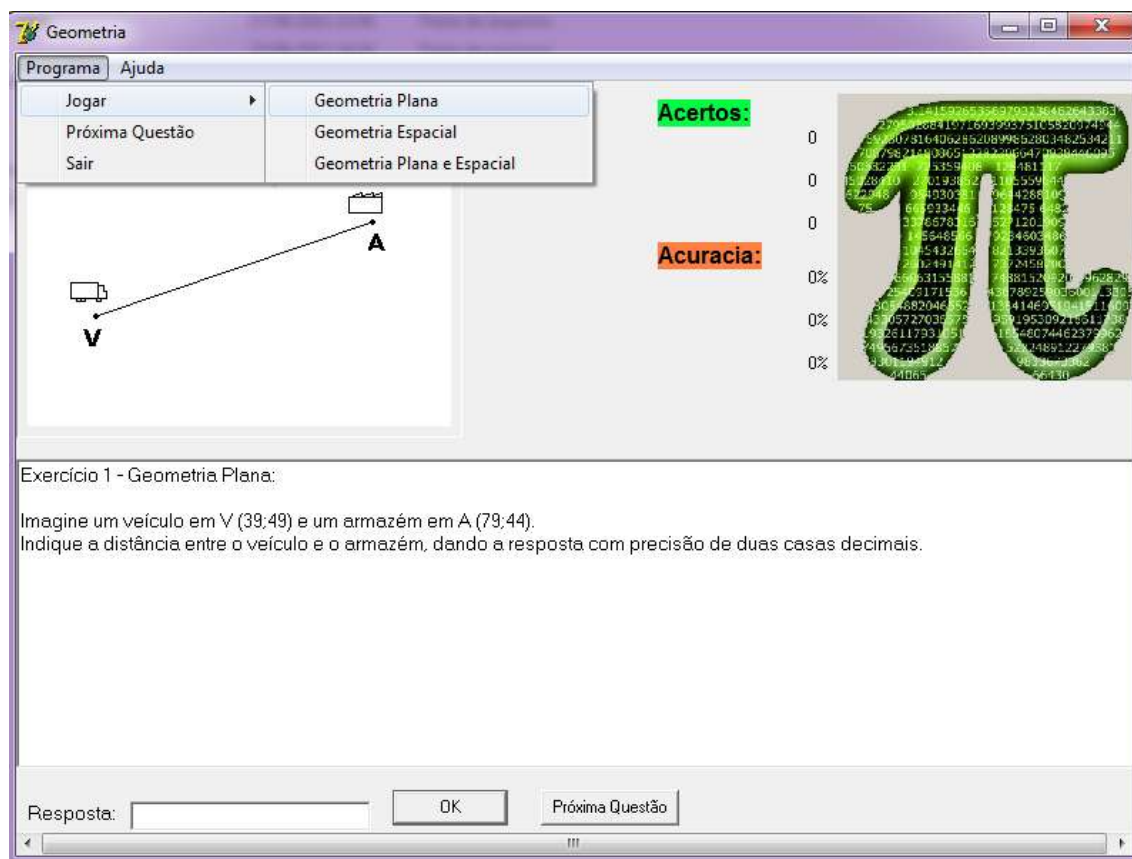 Geometria
Programa Ajuda
Jogar
Próxima Questão
Sair
Geometria Plana
Geometria Espacial
Geometria Plana e Espacial
Acertos:
0
0
0
Acuracia:
0%
0%
0%
A
V
Exercício 1 - Geometria Plana:
Imagine um veículo em V (39;49) e um armazém em A (79;44).
Indique a distância entre o veículo e o armazém, dando a resposta com precisão de duas casas decimais.
Resposta:
OK
Próxima Questão